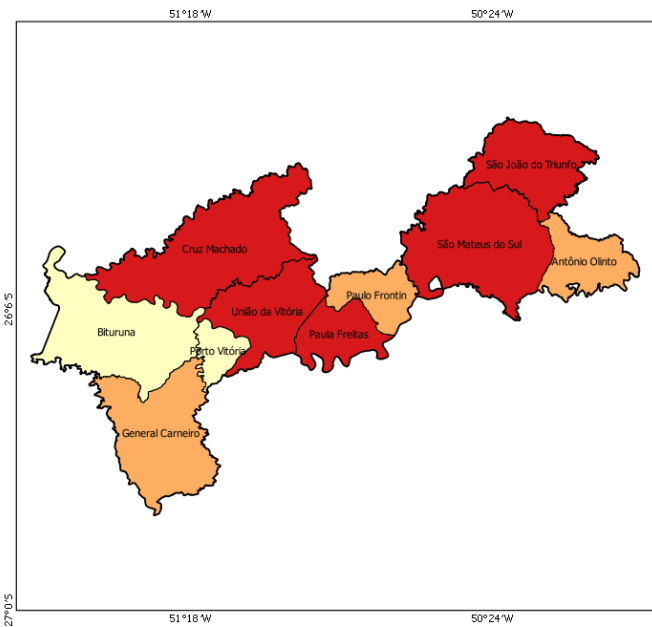 51°18′W 50°24′W
São João do Triunfo
São Mateus do Sul
Cruz Machado
Antônio Olinto
Paulo Frontin
26°6′S
União da Vitória
Bituruna
Paula Freitas
Porto Vitória
General Carneiro
27°0′S
51°18′W 50°24′W